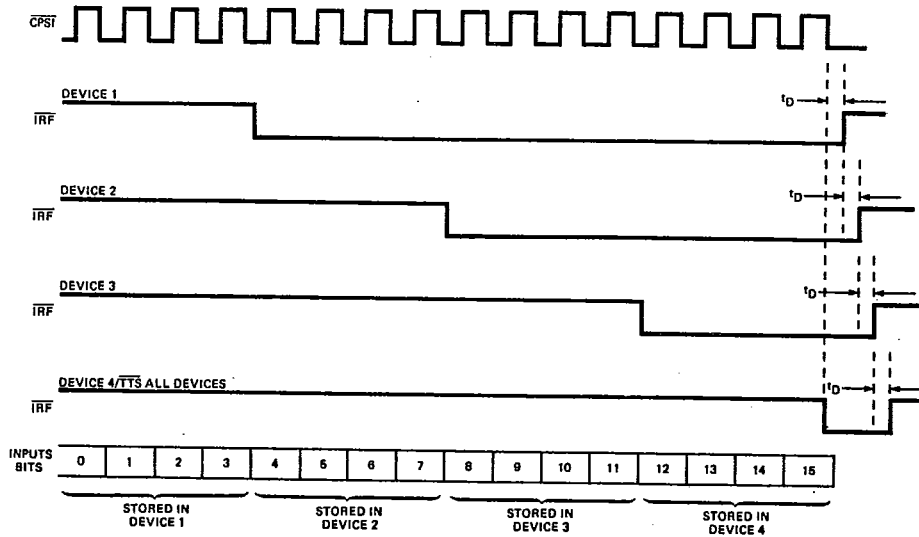 CPSI
DEVICE 1
IRF
tD
DEVICE 2
IRF
tD
DEVICE 3
IRF
tD
DEVICE 4/TTS ALL DEVICES
IRF
tD
INPUTS
BITS
0 1 2 3 4 5 6 7 8 9 10 11 12 13 14 15
STORED IN
DEVICE 1
STORED IN
DEVICE 2
STORED IN
DEVICE 3
STORED IN
DEVICE 4